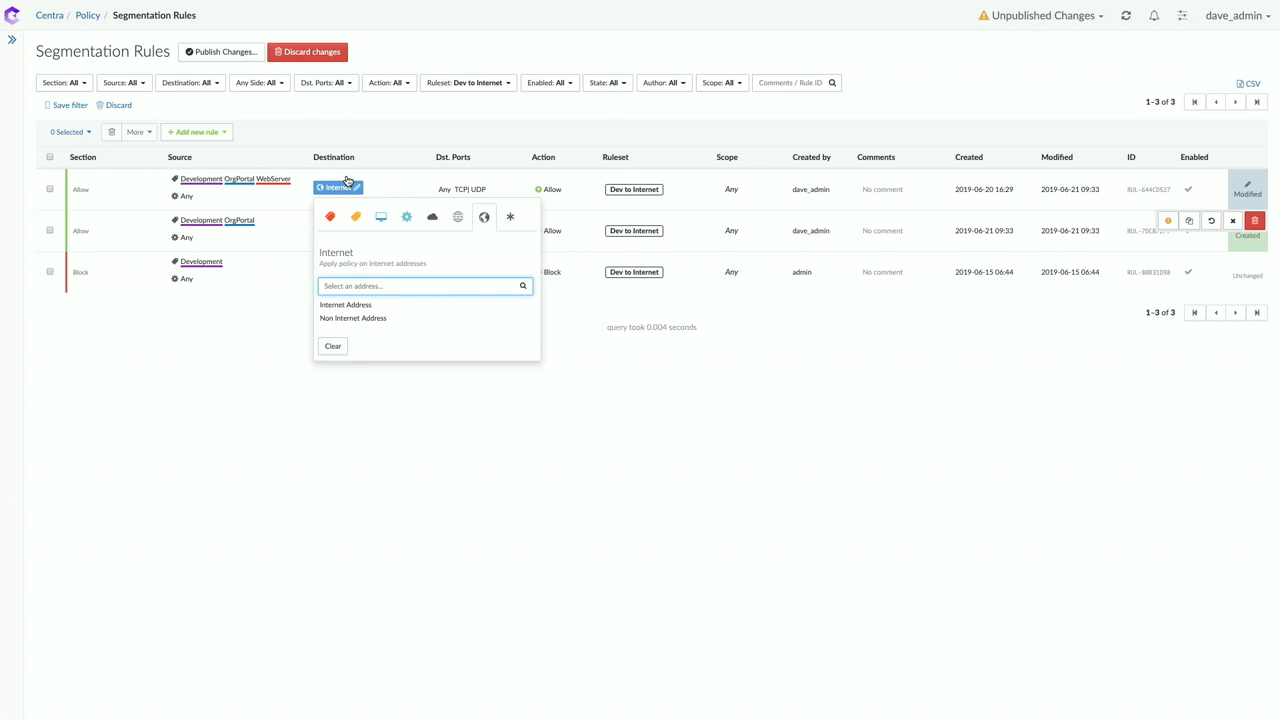 Centra / Policy / Segmentation Rules
Unpublished Changes
dave_admin
Segmentation Rules
Publish Changes...
Discard changes
Section: All
Source: All
Destination: All
Any Side: All
Dst. Ports: All
Action: All
Ruleset: Dev to Internet
Enabled: All
State: All
Author: All
Scope: All
Comments / Rule ID
CSV
Save filter
Discard
1-3 of 3
0 Selected
More
+ Add new rule
Section Source Destination Dst. Ports Action Ruleset Scope Created by Comments Created Modified ID Enabled
Allow
Development OrgPortal WebServer
Any
Internet
Any TCP| UDP
Allow
Dev to Internet
Any
dave_admin
No comment
2019-06-20 16:29
2019-06-21 09:33
RUL-644CD527
Modified
Allow
Development OrgPortal
Any
Allow
Dev to Internet
Any
dave_admin
No comment
2019-06-21 09:33
2019-06-21 09:33
Created
Block
Development
Any
Block
Dev to Internet
Any
admin
No comment
2019-06-15 06:44
2019-06-15 06:44
Unchanged
Internet
Apply policy on Internet addresses
Select an address...
Internet Address
Non Internet Address
Clear
1-3 of 3
query took 0.004 seconds